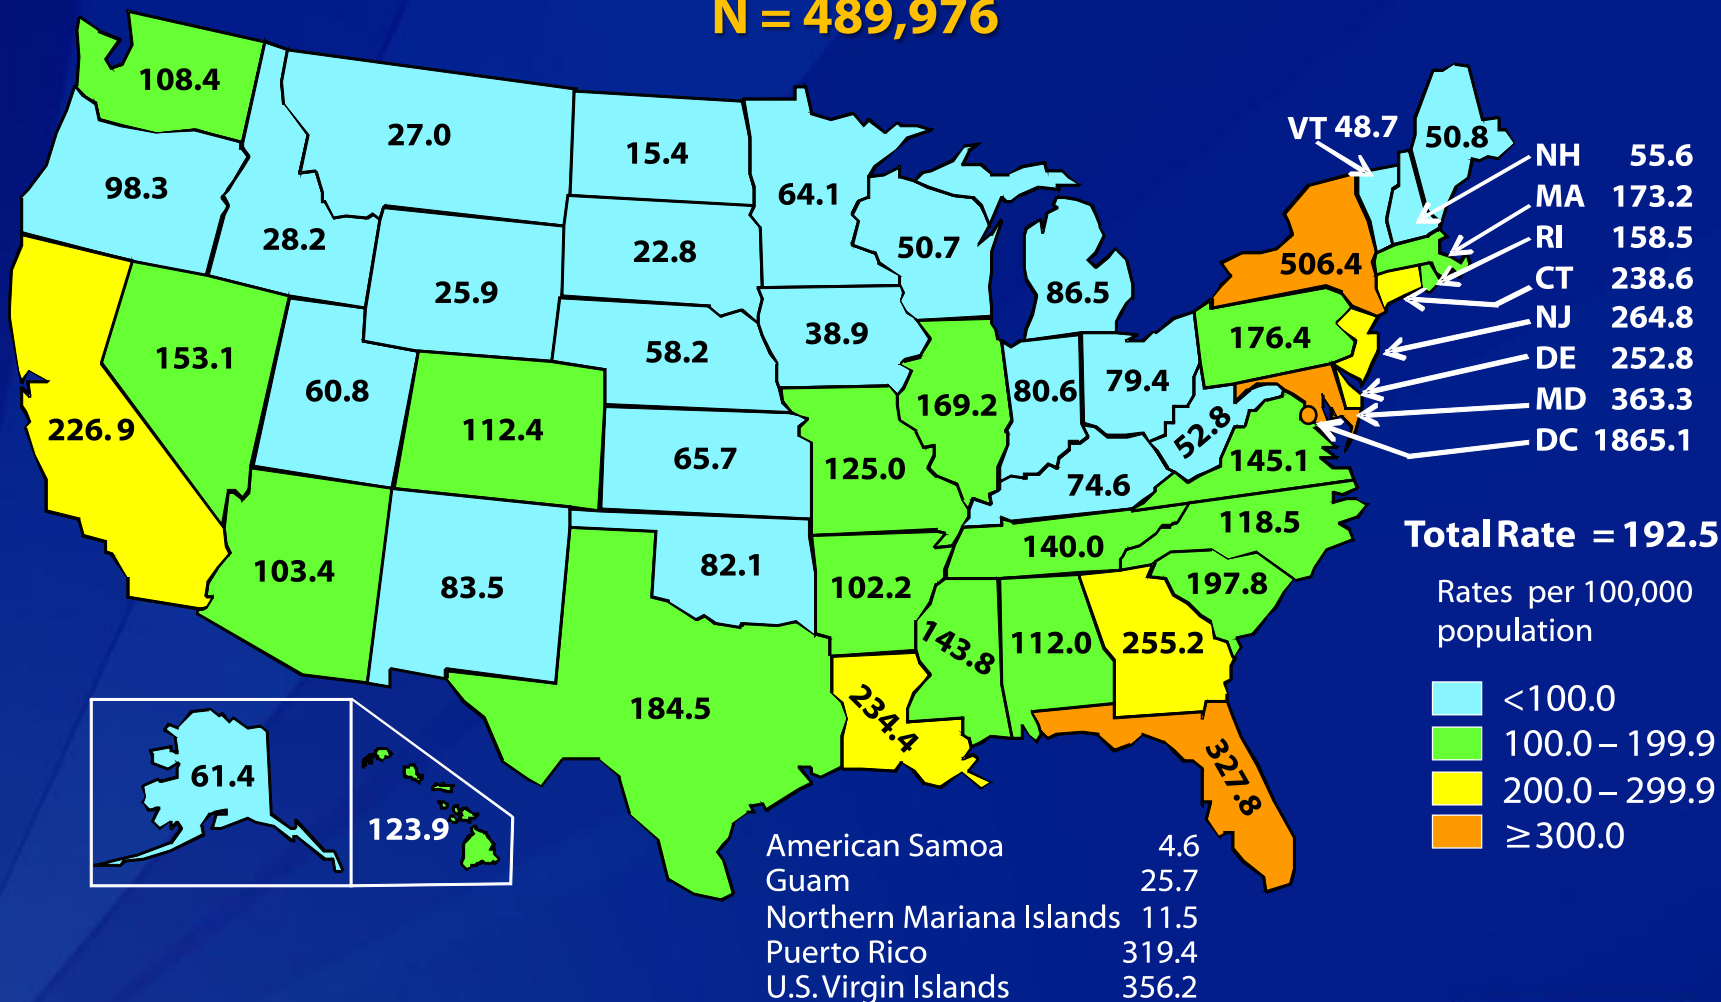 N = 489,976
108.4
27.0
15.4
64.1
VT 48.7
50.8
NH 55.6
98.3
28.2
22.8
50.7
MA 173.2
RI 158.5
506.4
CT 238.6
25.9
86.5
NJ 264.8
153.1
58.2
38.9
176.4
DE 252.8
60.8
80.6
79.4
MD 363.3
226.9
112.4
169.2
52.8
DC 1865.1
65.7
125.0
145.1
74.6
118.5
Total Rate = 192.5
103.4
83.5
82.1
102.2
140.0
197.8
Rates per 100,000
population
143.8
112.0
255.2
184.5
234.4
<100.0
100.0 – 199.9
61.4
327.8
200.0 – 299.9
123.9
≥300.0
American Samoa 4.6
Guam 25.7
Northern Mariana Islands 11.5
Puerto Rico 319.4
U.S. Virgin Islands 356.2